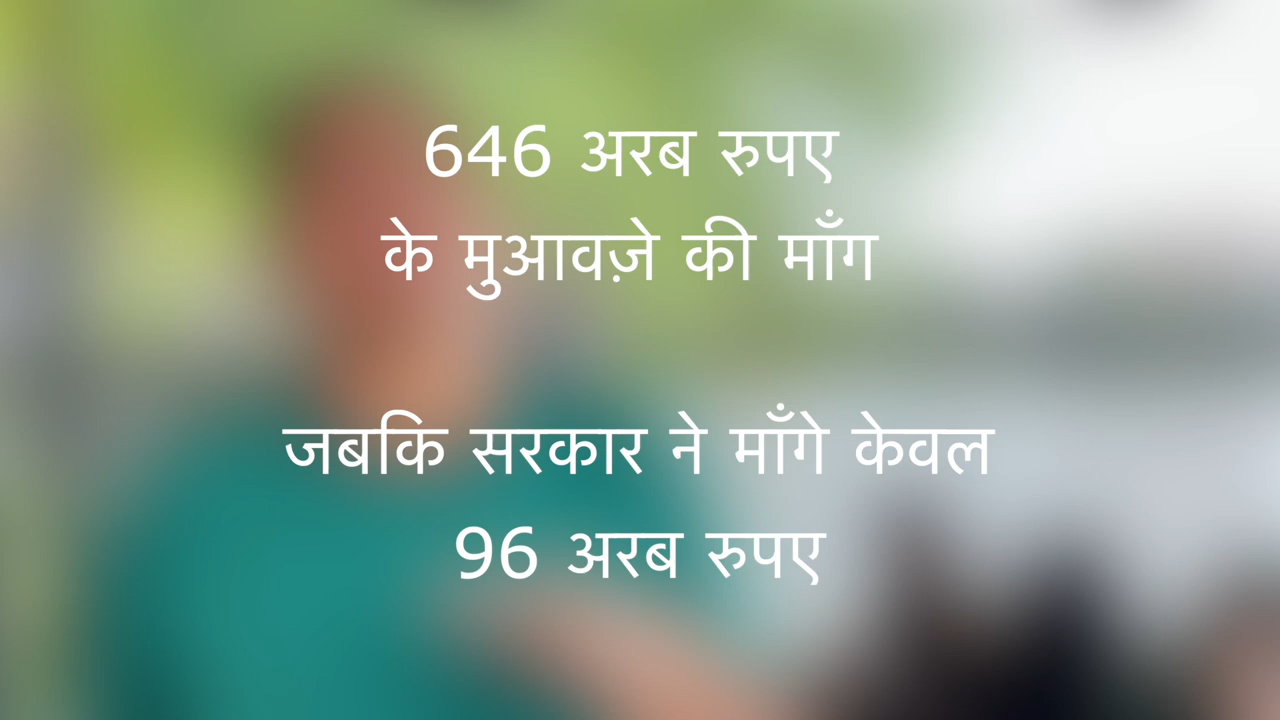 646 अरब रुपए
के मुआवज़े की माँग
जबकि सरकार ने माँगे केवल
96 अरब रुपए